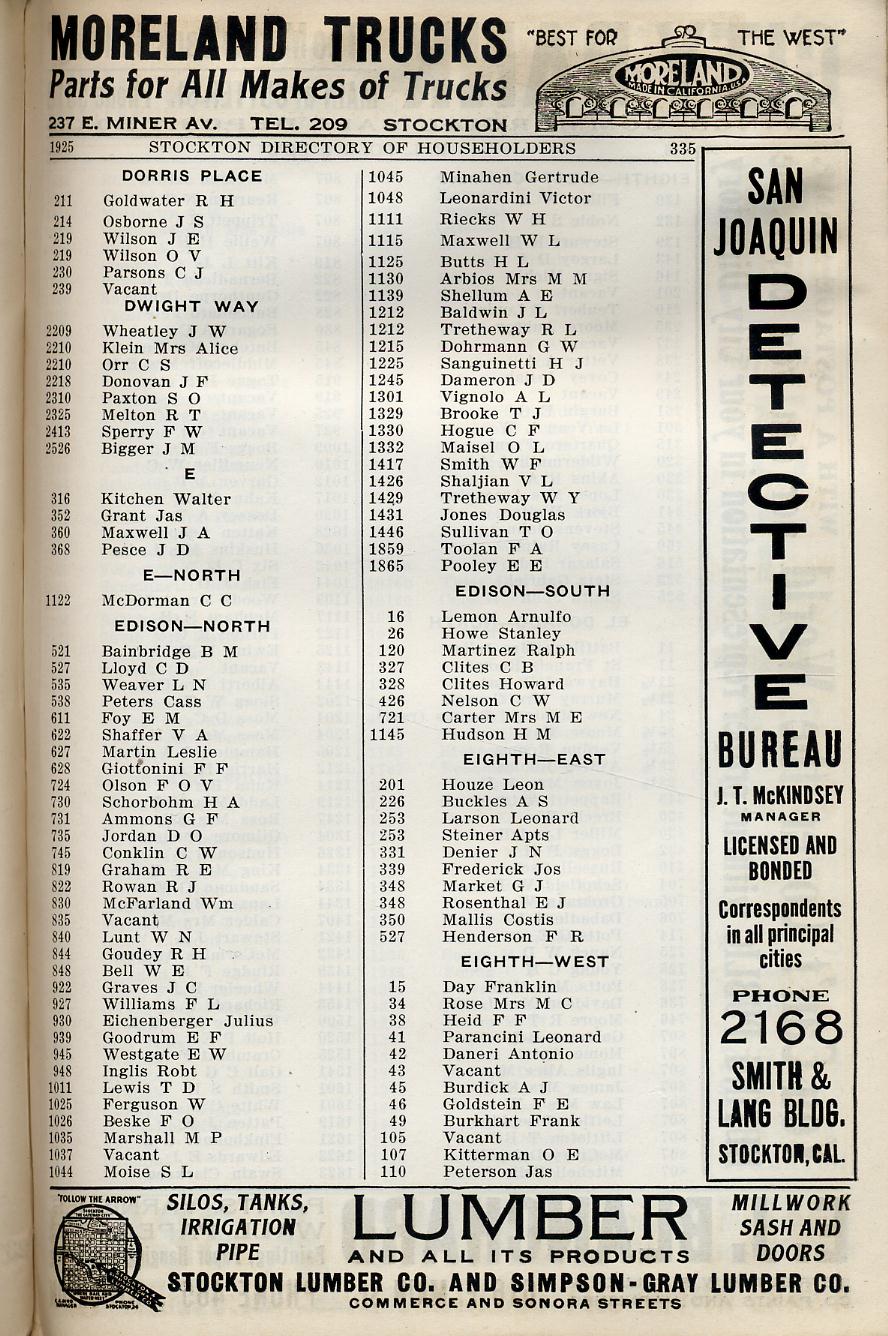 MORELAND TRUCKS
Parts for All Makes of Trucks
237 E. MINER AV. TEL. 209 STOCKTON
"BEST FOR THE WEST"
MORELAND
MADE IN CALIFORNIA. U.S.
1925 STOCKTON DIRECTORY OF HOUSEHOLDERS 335
DORRIS PLACE
211 Goldwater R H
214 Osborne J S
219 Wilson J E
219 Wilson O V
230 Parsons C J
239 Vacant
DWIGHT WAY
2209 Wheatley J W
2210 Klein Mrs Alice
2210 Orr C S
2218 Donovan J F
2310 Paxton S O
2325 Melton R T
2413 Sperry F W
2526 Bigger J M
E
316 Kitchen Walter
352 Grant Jas
360 Maxwell J A
368 Pesce J D
E—NORTH
1122 McDorman C C
EDISON—NORTH
521 Bainbridge B M
527 Lloyd C D
535 Weaver L N
538 Peters Cass
611 Foy E M
622 Shaffer V A
627 Martin Leslie
628 Giottonini F F
724 Olson F O V
730 Schorbohm H A
731 Ammons G F
735 Jordan D O
745 Conklin C W
819 Graham R E
822 Rowan R J
830 McFarland Wm
835 Vacant
840 Lunt W N
844 Goudey R H
848 Bell W E
922 Graves J C
927 Williams F L
930 Eichenberger Julius
939 Goodrum E F
945 Westgate E W
948 Inglis Robt
1011 Lewis T D
1025 Ferguson W
1026 Beske F O
1035 Marshall M P
1037 Vacant
1044 Moise S L
1045 Minahen Gertrude
1048 Leonardini Victor
1111 Riecks W H
1115 Maxwell W L
1125 Butts H L
1130 Arbios Mrs M M
1139 Shellum A E
1212 Baldwin J L
1212 Tretheway R L
1215 Dohrmann G W
1225 Sanguinetti H J
1245 Dameron J D
1301 Vignolo A L
1329 Brooke T J
1330 Hogue C F
1332 Maisel O L
1417 Smith W F
1426 Shaljian V L
1429 Tretheway W Y
1431 Jones Douglas
1446 Sullivan T O
1859 Toolan F A
1865 Pooley E E
EDISON—SOUTH
16 Lemon Arnulfo
26 Howe Stanley
120 Martinez Ralph
327 Clites C B
328 Clites Howard
426 Nelson C W
721 Carter Mrs M E
1145 Hudson H M
EIGHTH—EAST
201 Houze Leon
226 Buckles A S
253 Larson Leonard
253 Steiner Apts
331 Denier J N
339 Frederick Jos
348 Market G J
348 Rosenthal E J
350 Mallis Costis
527 Henderson F R
EIGHTH—WEST
15 Day Franklin
34 Rose Mrs M C
38 Heid F F
41 Parancini Leonard
42 Daneri Antonio
43 Vacant
45 Burdick A J
46 Goldstein F E
49 Burkhart Frank
105 Vacant
107 Kitterman O E
110 Peterson Jas
SAN
JOAQUIN
DETECTIVE
BUREAU
J. T. McKINDSEY
MANAGER
LICENSED AND
BONDED
Correspondents
in all principal
cities
PHONE
2168
SMITH &
LANG BLDG.
STOCKTON, CAL.
"FOLLOW THE ARROW"
SILOS, TANKS,
IRRIGATION
PIPE
LUMBER
AND ALL ITS PRODUCTS
MILLWORK
SASH AND
DOORS
STOCKTON LUMBER CO. AND SIMPSON-GRAY LUMBER CO.
COMMERCE AND SONORA STREETS